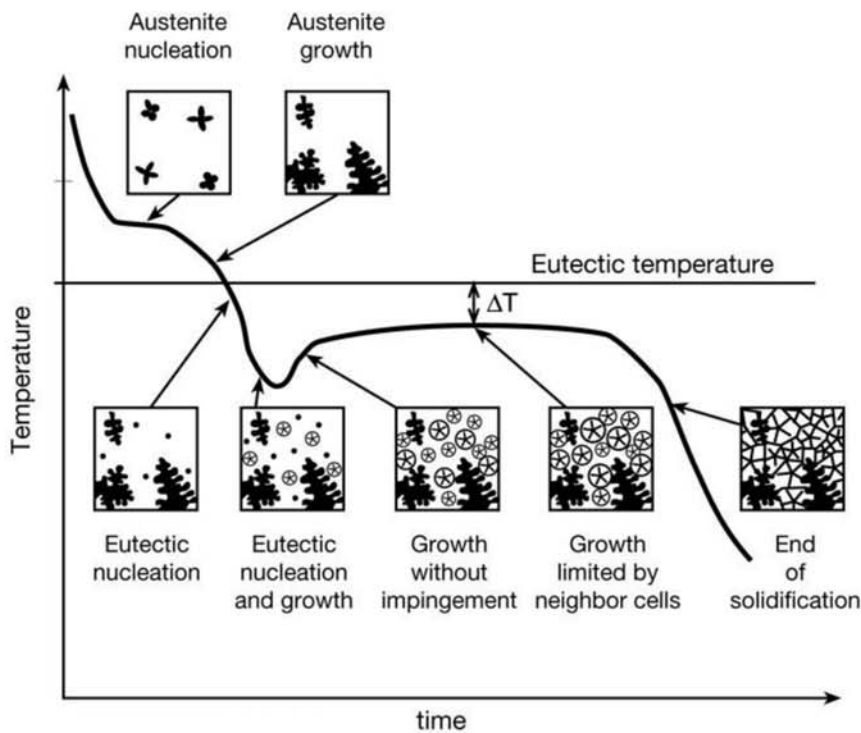 Austenite
nucleation
Austenite
growth
Eutectic temperature
ΔT
Temperature
Eutectic
nucleation
Eutectic
nucleation
and growth
Growth
without
impingement
Growth
limited by
neighbor cells
End
of
solidification
time